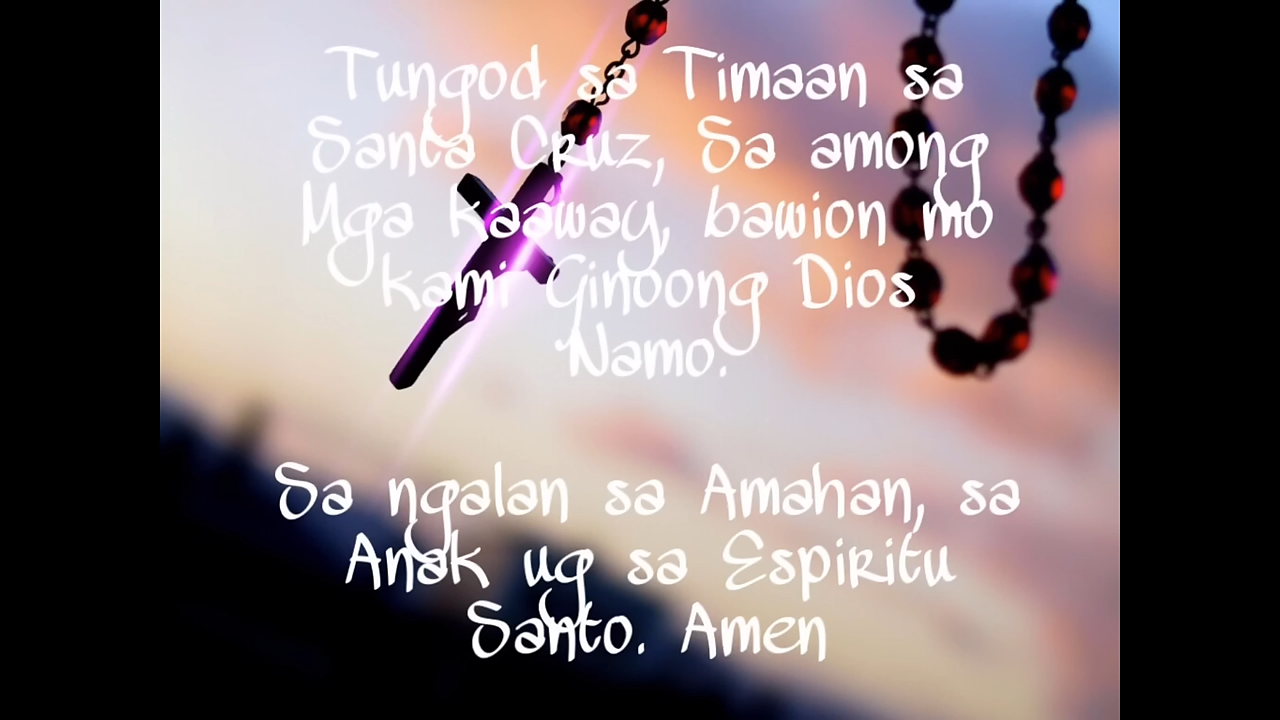 Tungod sa Timaan sa
Santa Cruz, Sa among
Mga kaaway, bawion mo
kami Ginoong Dios
Namo.
Sa ngalan sa Amahan, sa
Anak ug sa Espiritu
Santo. Amen